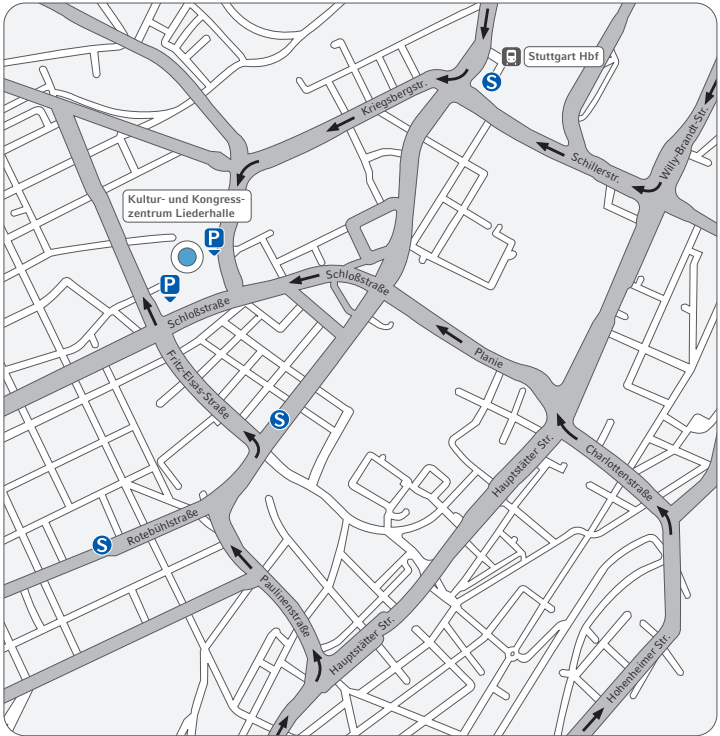 S
Stuttgart Hbf
Kriegsbergstr.
Willy-Brandt-Str.
Schillerstr.
Kultur- und Kongress-
zentrum Liederhalle
P
P
Schloßstraße
Schloßstraße
Planie
Fritz-Elsas-Straße
S
Hauptstätter Str.
Charlottenstraße
Rotebühlstraße
S
Paulinenstraße
Hauptstätter Str.
Hohenheimer Str.